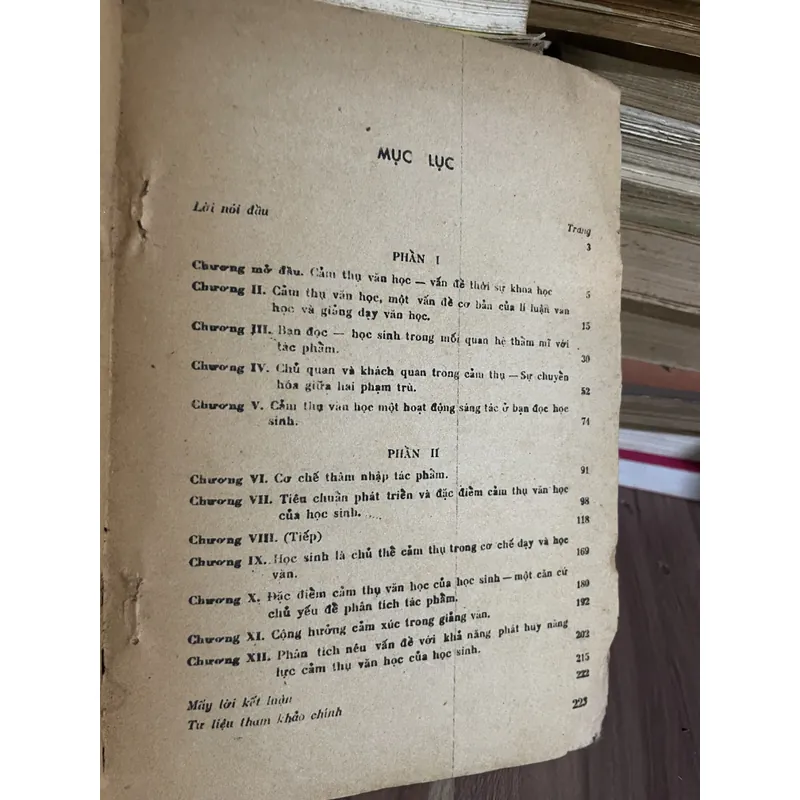 MỤC LỤC
Trang
Lời nói đầu 3
PHẦN I
Chương mở đầu. Cảm thụ văn học — vấn đề thời sự khoa học 5
Chương II. Cảm thụ văn học, một vấn đề cơ bản của lí luận văn
học và giảng dạy văn học. 15
Chương III. Bạn đọc — học sinh trong mối quan hệ thẩm mĩ với
tác phẩm. 30
Chương IV. Chủ quan và khách quan trong cảm thụ — Sự chuyển
hóa giữa hai phạm trù. 52
Chương V. Cảm thụ văn học một hoạt động sáng tác ở bạn đọc học
sinh. 74
PHẦN II
Chương VI. Cơ chế thâm nhập tác phẩm. 91
Chương VII. Tiêu chuẩn phát triển và đặc điểm cảm thụ văn học
của học sinh. 98
118
Chương VIII. (Tiếp)
Chương IX. Học sinh là chủ thể cảm thụ trong cơ chế dạy và học
văn. 169
Chương X. Đặc điểm cảm thụ văn học của học sinh — một căn cứ
chủ yếu để phân tích tác phẩm. 180
192
Chương XI. Cộng hưởng cảm xúc trong giảng văn.
Chương XII. Phân tích nêu vấn đề với khả năng phát huy năng
lực cảm thụ văn học của học sinh. 203
215
222
Mấy lời kết luận
Tư liệu tham khảo chính 223